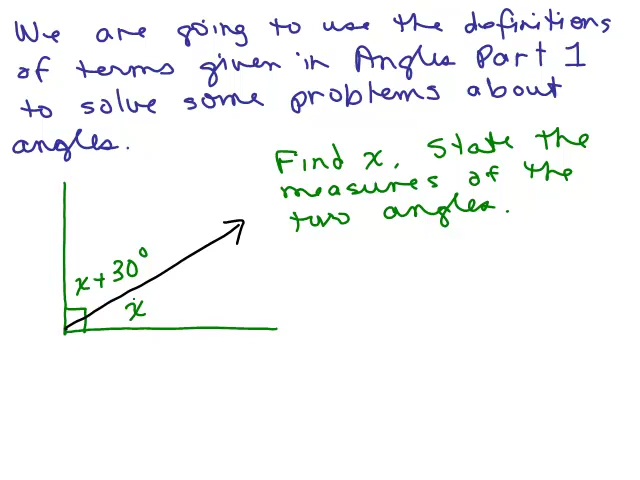 We are going to use the definitions
of terms given in Angles Part 1
to solve some problems about
angles.
Find x. State the
measures of the
two angles.
x+30°
x